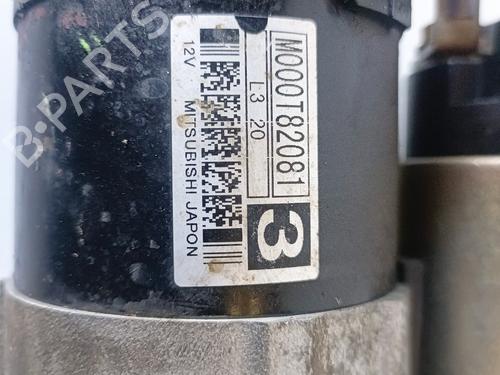 M000T82081
L3 20
3
12V MITSUBISHI JAPON
B-PARTS